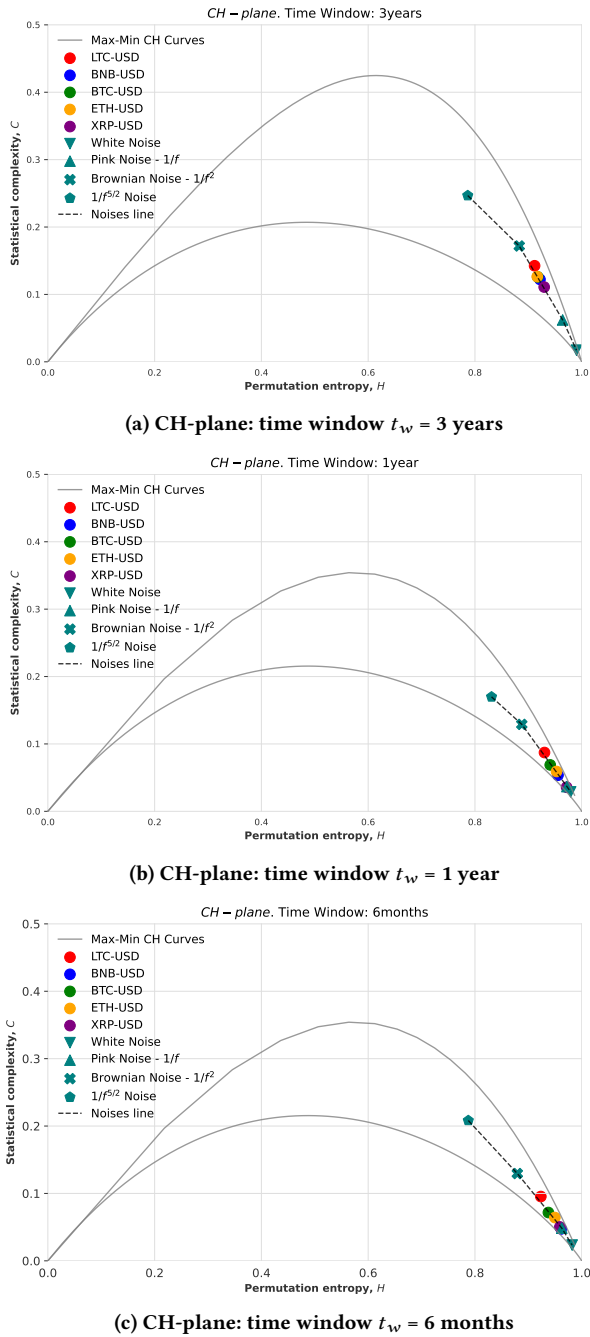 CH − plane. Time Window: 3years
0.5
0.4
0.3
0.2
0.1
0.0
Statistical complexity, C
Max-Min CH Curves
LTC-USD
BNB-USD
BTC-USD
ETH-USD
XRP-USD
White Noise
Pink Noise - 1/f
Brownian Noise - 1/f²
1/f⁵ᐟ² Noise
Noises line
0.0 0.2 0.4 0.6 0.8 1.0
Permutation entropy, H
(a) CH-plane: time window t_w = 3 years
CH − plane. Time Window: 1year
0.5
0.4
0.3
0.2
0.1
0.0
Statistical complexity, C
Max-Min CH Curves
LTC-USD
BNB-USD
BTC-USD
ETH-USD
XRP-USD
White Noise
Pink Noise - 1/f
Brownian Noise - 1/f²
1/f⁵ᐟ² Noise
Noises line
0.0 0.2 0.4 0.6 0.8 1.0
Permutation entropy, H
(b) CH-plane: time window t_w = 1 year
CH − plane. Time Window: 6months
0.5
0.4
0.3
0.2
0.1
0.0
Statistical complexity, C
Max-Min CH Curves
LTC-USD
BNB-USD
BTC-USD
ETH-USD
XRP-USD
White Noise
Pink Noise - 1/f
Brownian Noise - 1/f²
1/f⁵ᐟ² Noise
Noises line
0.0 0.2 0.4 0.6 0.8 1.0
Permutation entropy, H
(c) CH-plane: time window t_w = 6 months